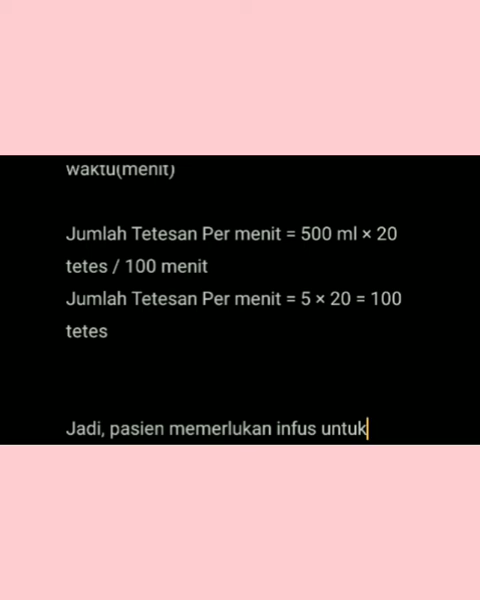 waktu(menit)
Jumlah Tetesan Per menit = 500 ml × 20
tetes / 100 menit
Jumlah Tetesan Per menit = 5 × 20 = 100
tetes
Jadi, pasien memerlukan infus untuk